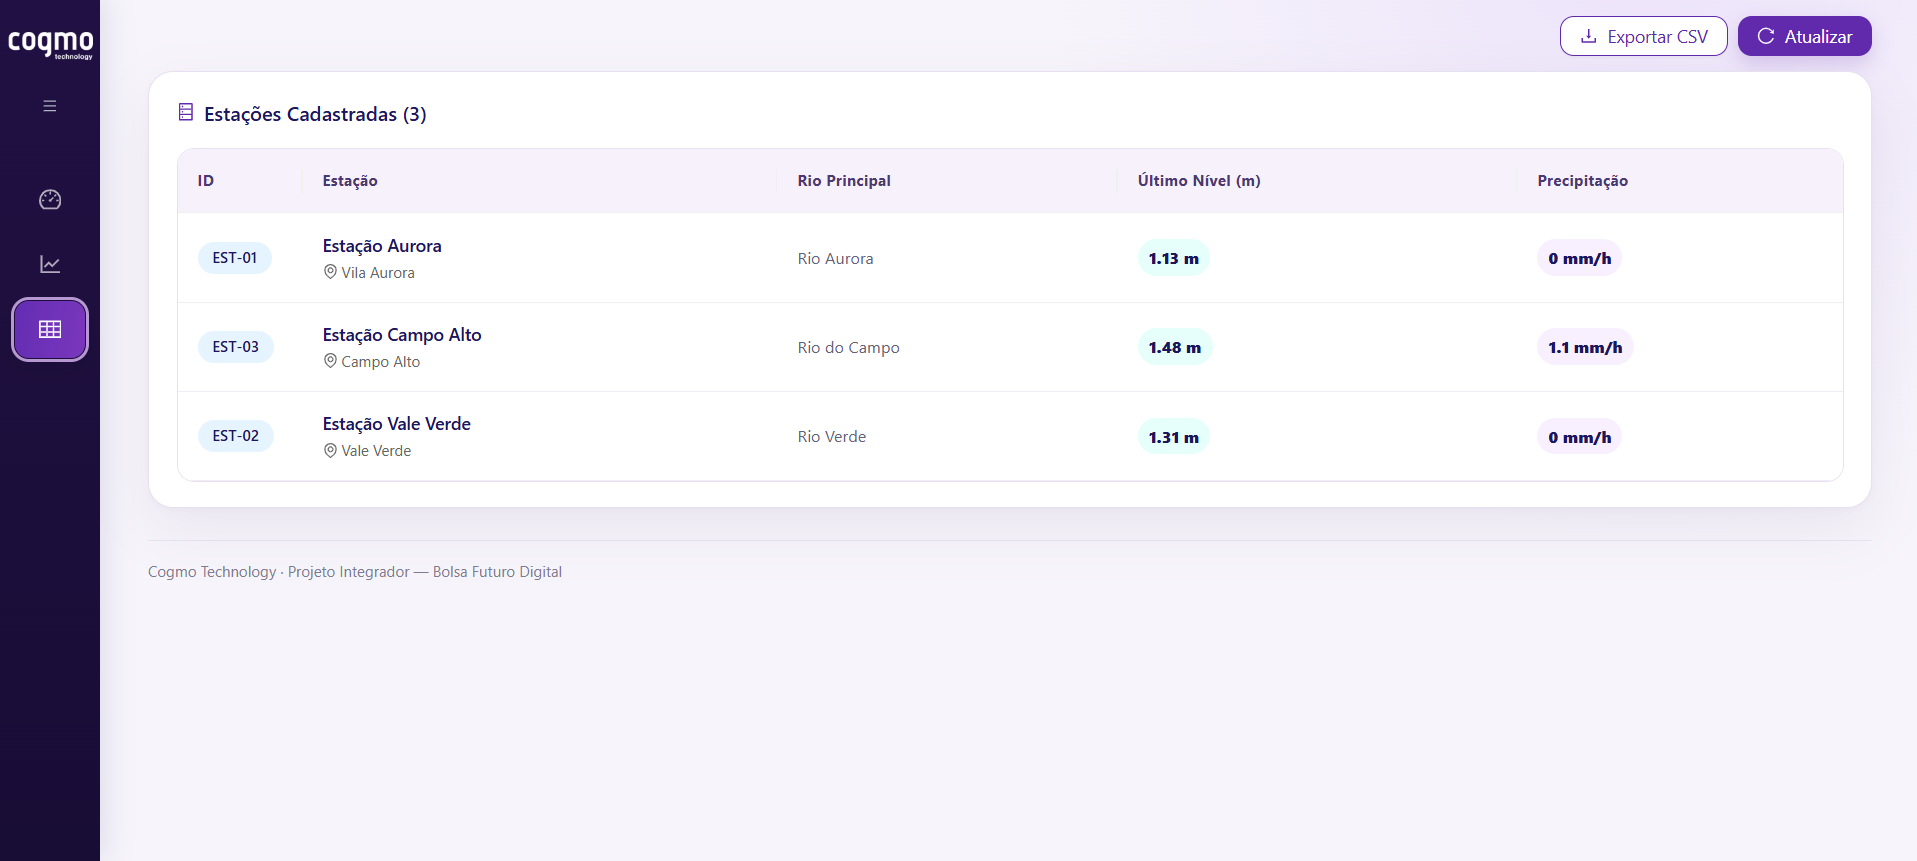 cogmo
technology
Exportar CSV
Atualizar
Estações Cadastradas (3)
ID Estação Rio Principal Último Nível (m) Precipitação
EST-01 Estação Aurora Rio Aurora 1.13 m 0 mm/h
Vila Aurora
EST-03 Estação Campo Alto Rio do Campo 1.48 m 1.1 mm/h
Campo Alto
EST-02 Estação Vale Verde Rio Verde 1.31 m 0 mm/h
Vale Verde
Cogmo Technology · Projeto Integrador — Bolsa Futuro Digital